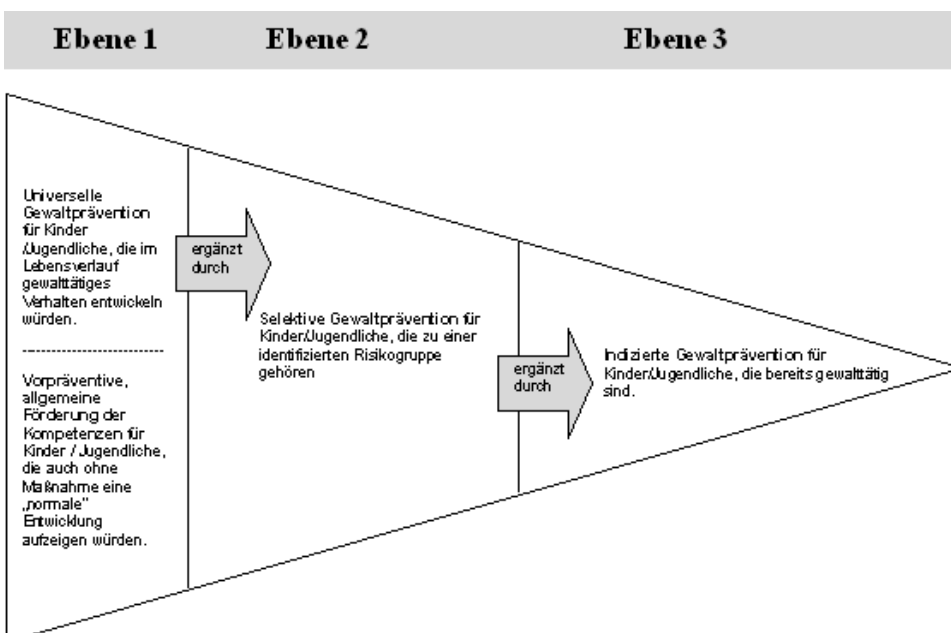 Ebene 1 Ebene 2 Ebene 3
Universelle
Gewaltprävention
für Kinder
/Jugendliche, die im
Lebensverlauf
gewalttätiges
Verhalten entwickeln
würden.
---------------------------
Vorpräventive,
allgemeine
Förderung der
Kompetenzen für
Kinder / Jugendliche,
die auch ohne
Maßnahme eine
„normale“
Entwicklung
aufzeigen würden.
ergänzt
durch
Selektive Gewaltprävention für
Kinder/Jugendliche, die zu einer
identifizierten Risikogruppe
gehören
ergänzt
durch
Indizierte Gewaltprävention für
Kinder/Jugendliche, die bereits gewalttätig
sind.